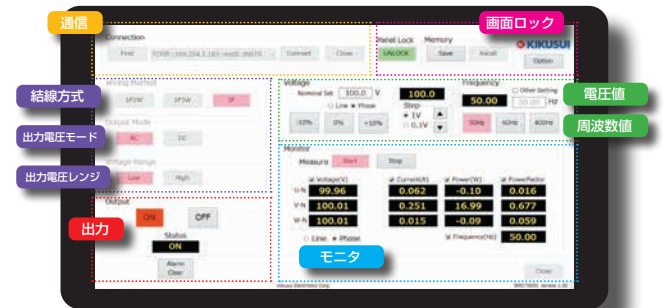 通信
画面ロック
Connection
Find
Connect
Close
Panel Lock
Memory
UNLOCK
Save
Recall
KIKUSUI
Option
結線方式
Wiring Method
1P2W
1P3W
3P
出力電圧モード
Output Mode
AC
DC
出力電圧レンジ
Voltage Range
Low
High
Voltage
Nominal Set 100.0 V
Line Phase
-10%
0%
+10%
100.0
Step
1V
0.1V
Frequency
50.00
Other Setting
50.00 Hz
50Hz
60Hz
400Hz
電圧値
周波数値
Monitor
Measure Start Stop
Voltage(V) Current(A) Power(W) PowerFactor
U-N 99.96 0.062 -0.10 0.016
V-N 100.01 0.251 16.99 0.677
W-N 100.01 0.015 -0.09 0.059
Line Phase
Frequency(Hz) 50.00
モニタ
出力
Output
ON
OFF
Status
ON
Alarm
Clear
Close
Kikusui Electronics Corp.